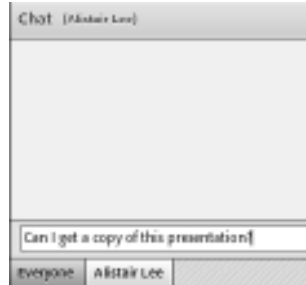 Chat (Alistair Lee)
Can I get a copy of this presentation?
Everyone Alistair Lee